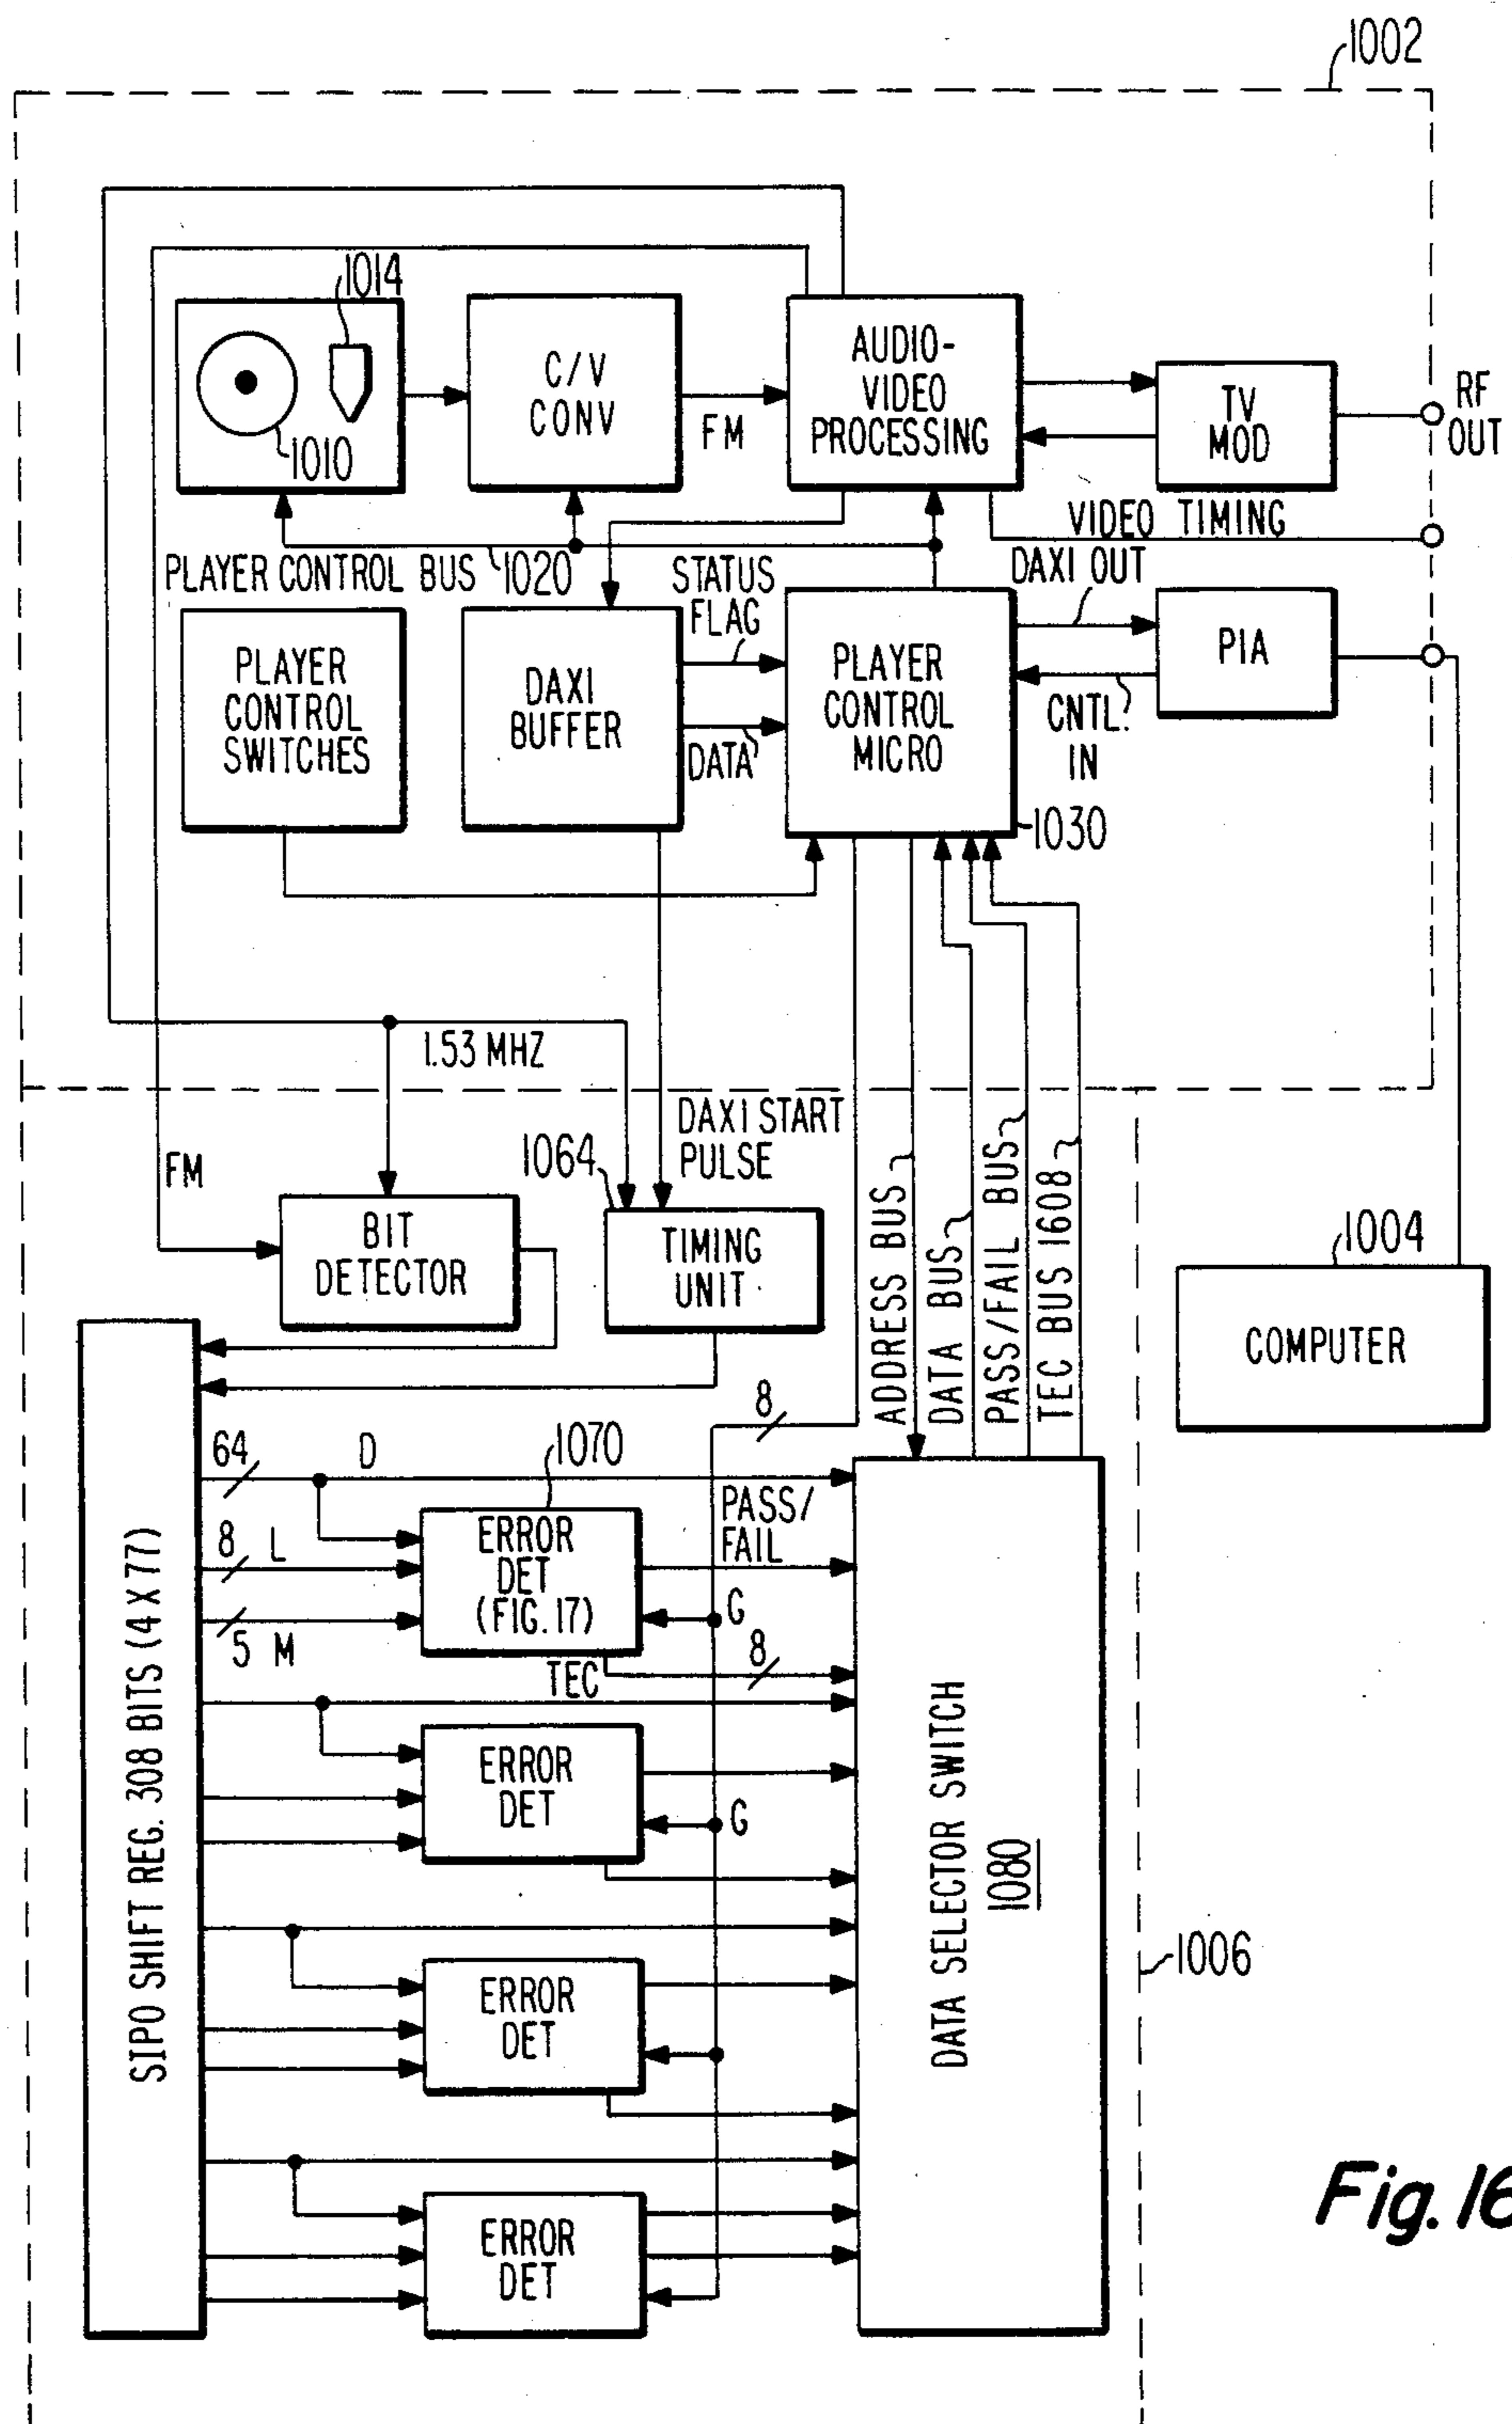 1002
1014
1010
C/V
CONV
FM
AUDIO-
VIDEO
PROCESSING
TV
MOD
RF
OUT
VIDEO TIMING
PLAYER CONTROL BUS 1020
STATUS
FLAG
DAXI OUT
PLAYER
CONTROL
SWITCHES
DAXI
BUFFER
DATA
PLAYER
CONTROL
MICRO
CNTL.
IN
PIA
1030
1.53 MHZ
FM
DAXI START
PULSE
1064
BIT
DETECTOR
TIMING
UNIT
ADDRESS BUS
DATA BUS
PASS/FAIL BUS
TEC BUS 1608
1004
COMPUTER
SIPO SHIFT REG. 308 BITS (4 X 77)
8
64 D
1070
8 L
5 M
ERROR
DET
(FIG. 17)
PASS/
FAIL
G
TEC
8
ERROR
DET
G
ERROR
DET
ERROR
DET
DATA SELECTOR SWITCH
1080
1006
Fig. 16